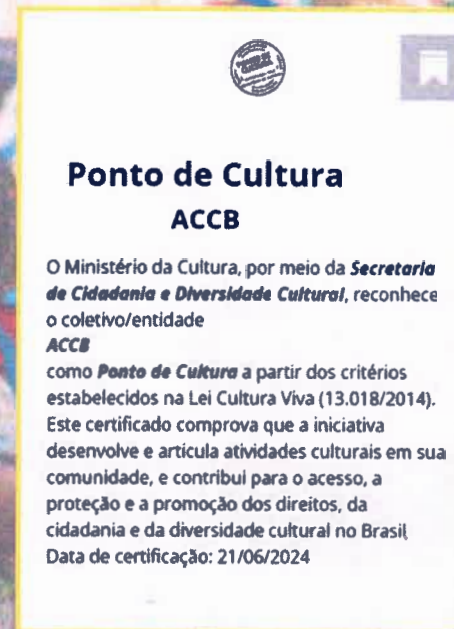 Ponto de Cultura
ACCB
O Ministério da Cultura, por meio da Secretaria
de Cidadania e Diversidade Cultural, reconhece
o coletivo/entidade
ACCB
como Ponto de Cultura a partir dos critérios
estabelecidos na Lei Cultura Viva (13.018/2014).
Este certificado comprova que a iniciativa
desenvolve e articula atividades culturais em sua
comunidade, e contribui para o acesso, a
proteção e a promoção dos direitos, da
cidadania e da diversidade cultural no Brasil
Data de certificação: 21/06/2024